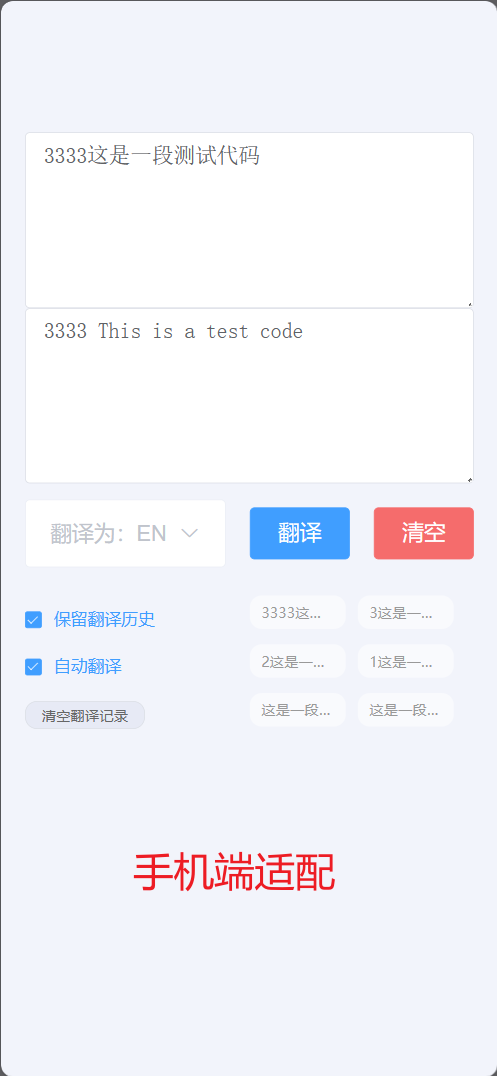 3333这是一段测试代码
3333 This is a test code
翻译为：EN
翻译
清空
保留翻译历史
自动翻译
清空翻译记录
3333这...
3这是一...
2这是一...
1这是一...
这是一段...
这是一段...
手机端适配